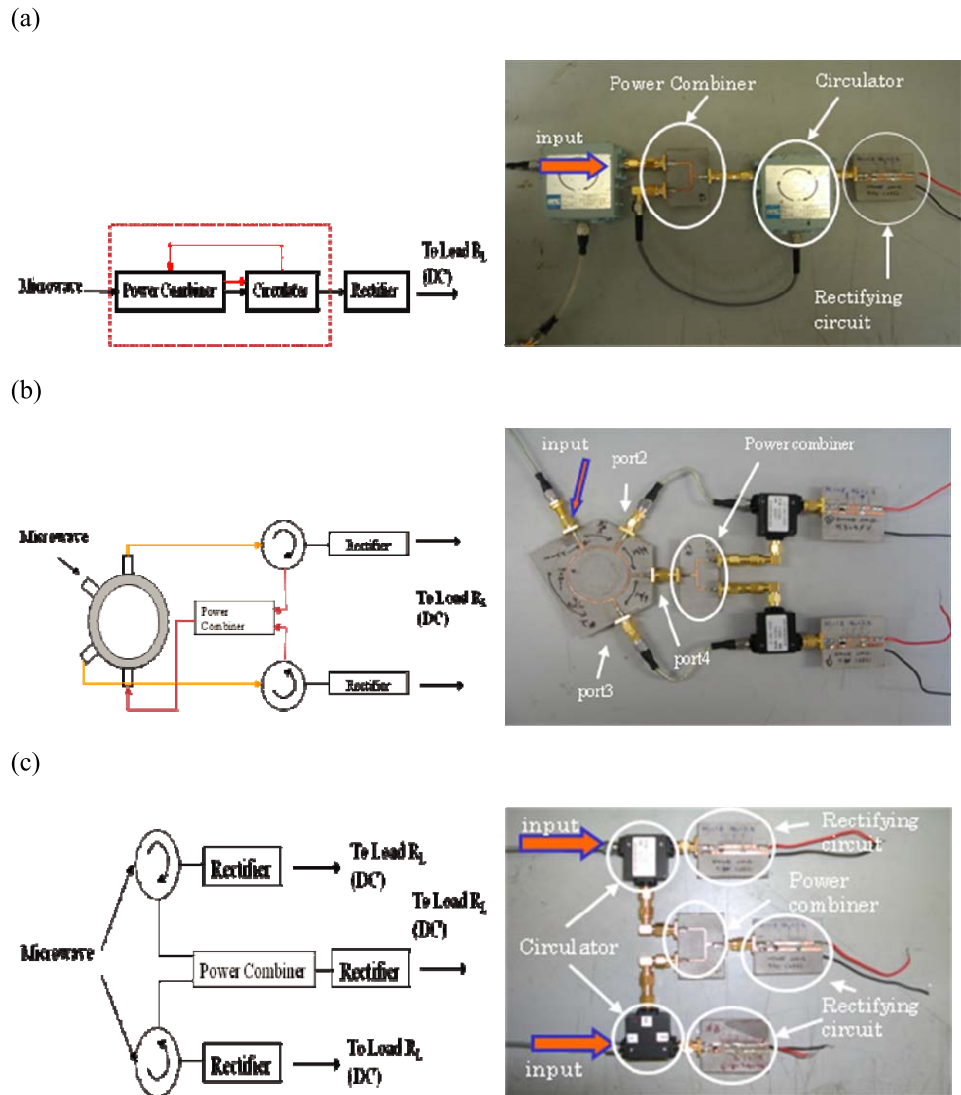 (a)
Power Combiner
Circulator
input
To Load RL
(DC)
Microwave
Power Combiner
Circulator
Rectifier
Rectifying
circuit
(b)
input
port2
Power combiner
Microwave
Rectifier
To Load RL
(DC)
Power
Combiner
Rectifier
port3
port4
(c)
input
Rectifying
circuit
To Load RL
(DC)
Rectifier
To Load RL
(DC)
Power
combiner
Microwave
Circulator
Power Combiner
Rectifier
Rectifying
circuit
To Load RL
(DC)
Rectifier
input